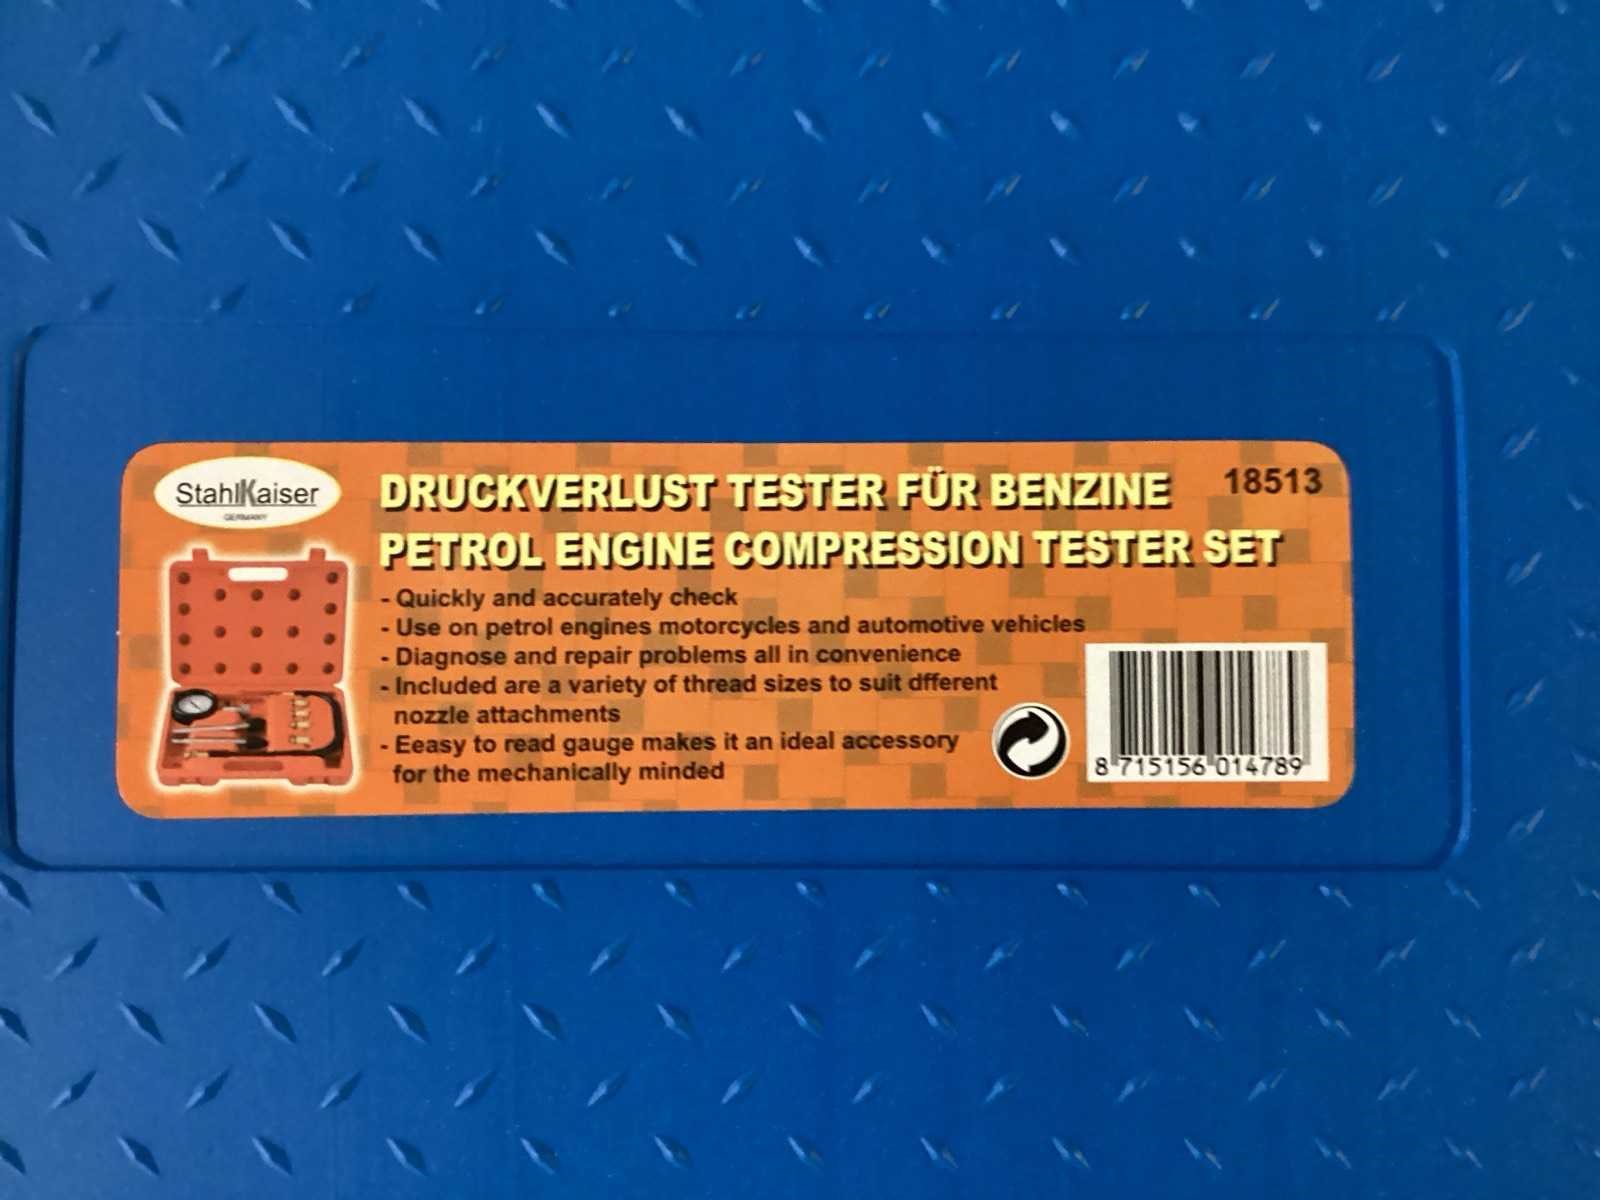 StahlKaiser
GERMANY
DRUCKVERLUST TESTER FÜR BENZINE
18513
PETROL ENGINE COMPRESSION TESTER SET
- Quickly and accurately check
- Use on petrol engines motorcycles and automotive vehicles
- Diagnose and repair problems all in convenience
- Included are a variety of thread sizes to suit dfferent
nozzle attachments
- Eeasy to read gauge makes it an ideal accessory
for the mechanically minded
8 715156 014789